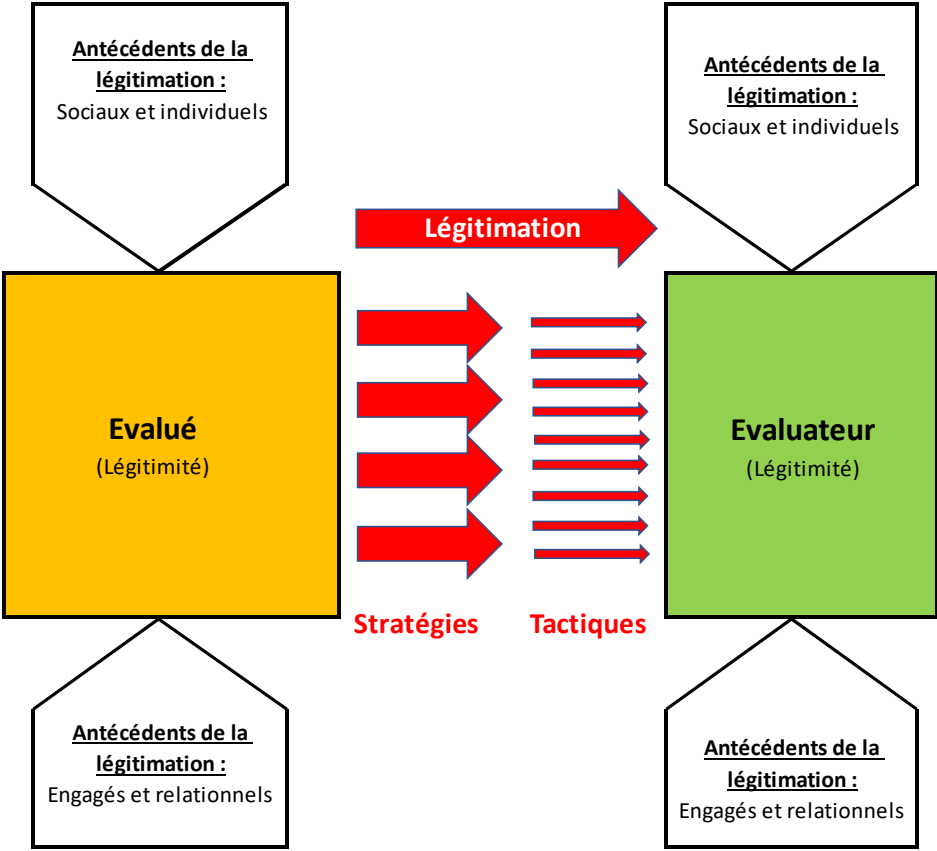 Antécédents de la
légitimation :
Sociaux et individuels
Antécédents de la
légitimation :
Sociaux et individuels
Légitimation
Evalué
(Légitimité)
Evaluateur
(Légitimité)
Stratégies
Tactiques
Antécédents de la
légitimation :
Engagés et relationnels
Antécédents de la
légitimation :
Engagés et relationnels